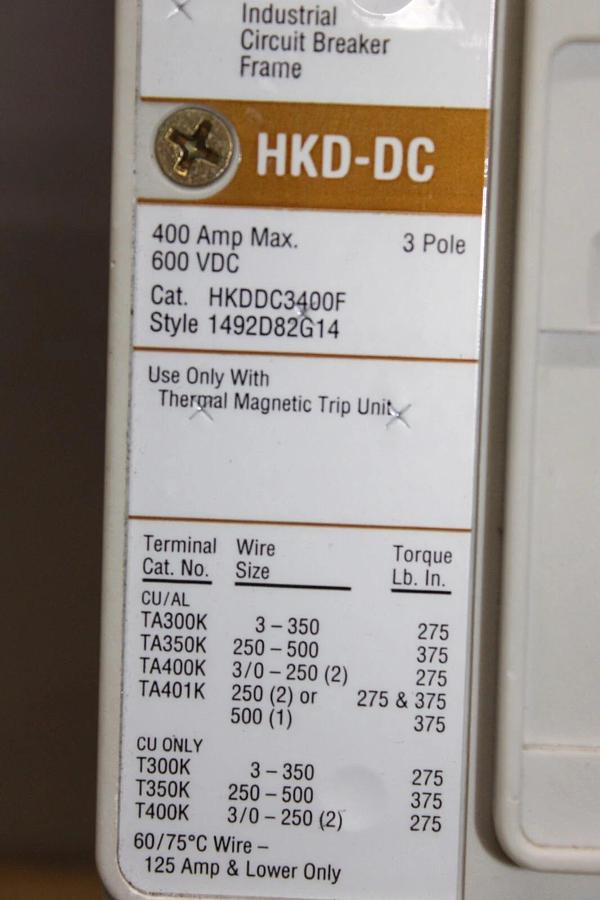 Industrial
Circuit Breaker
Frame
HKD-DC
400 Amp Max. 3 Pole
600 VDC
Cat. HKDDC3400F
Style 1492D82G14
Use Only With
Thermal Magnetic Trip Unit
Terminal Wire Torque
Cat. No. Size Lb. In.
CU/AL
TA300K 3 – 350 275
TA350K 250 – 500 375
TA400K 3/0 – 250 (2) 275
TA401K 250 (2) or 275 & 375
500 (1) 375
CU ONLY
T300K 3 – 350 275
T350K 250 – 500 375
T400K 3/0 – 250 (2) 275
60/75°C Wire –
125 Amp & Lower Only